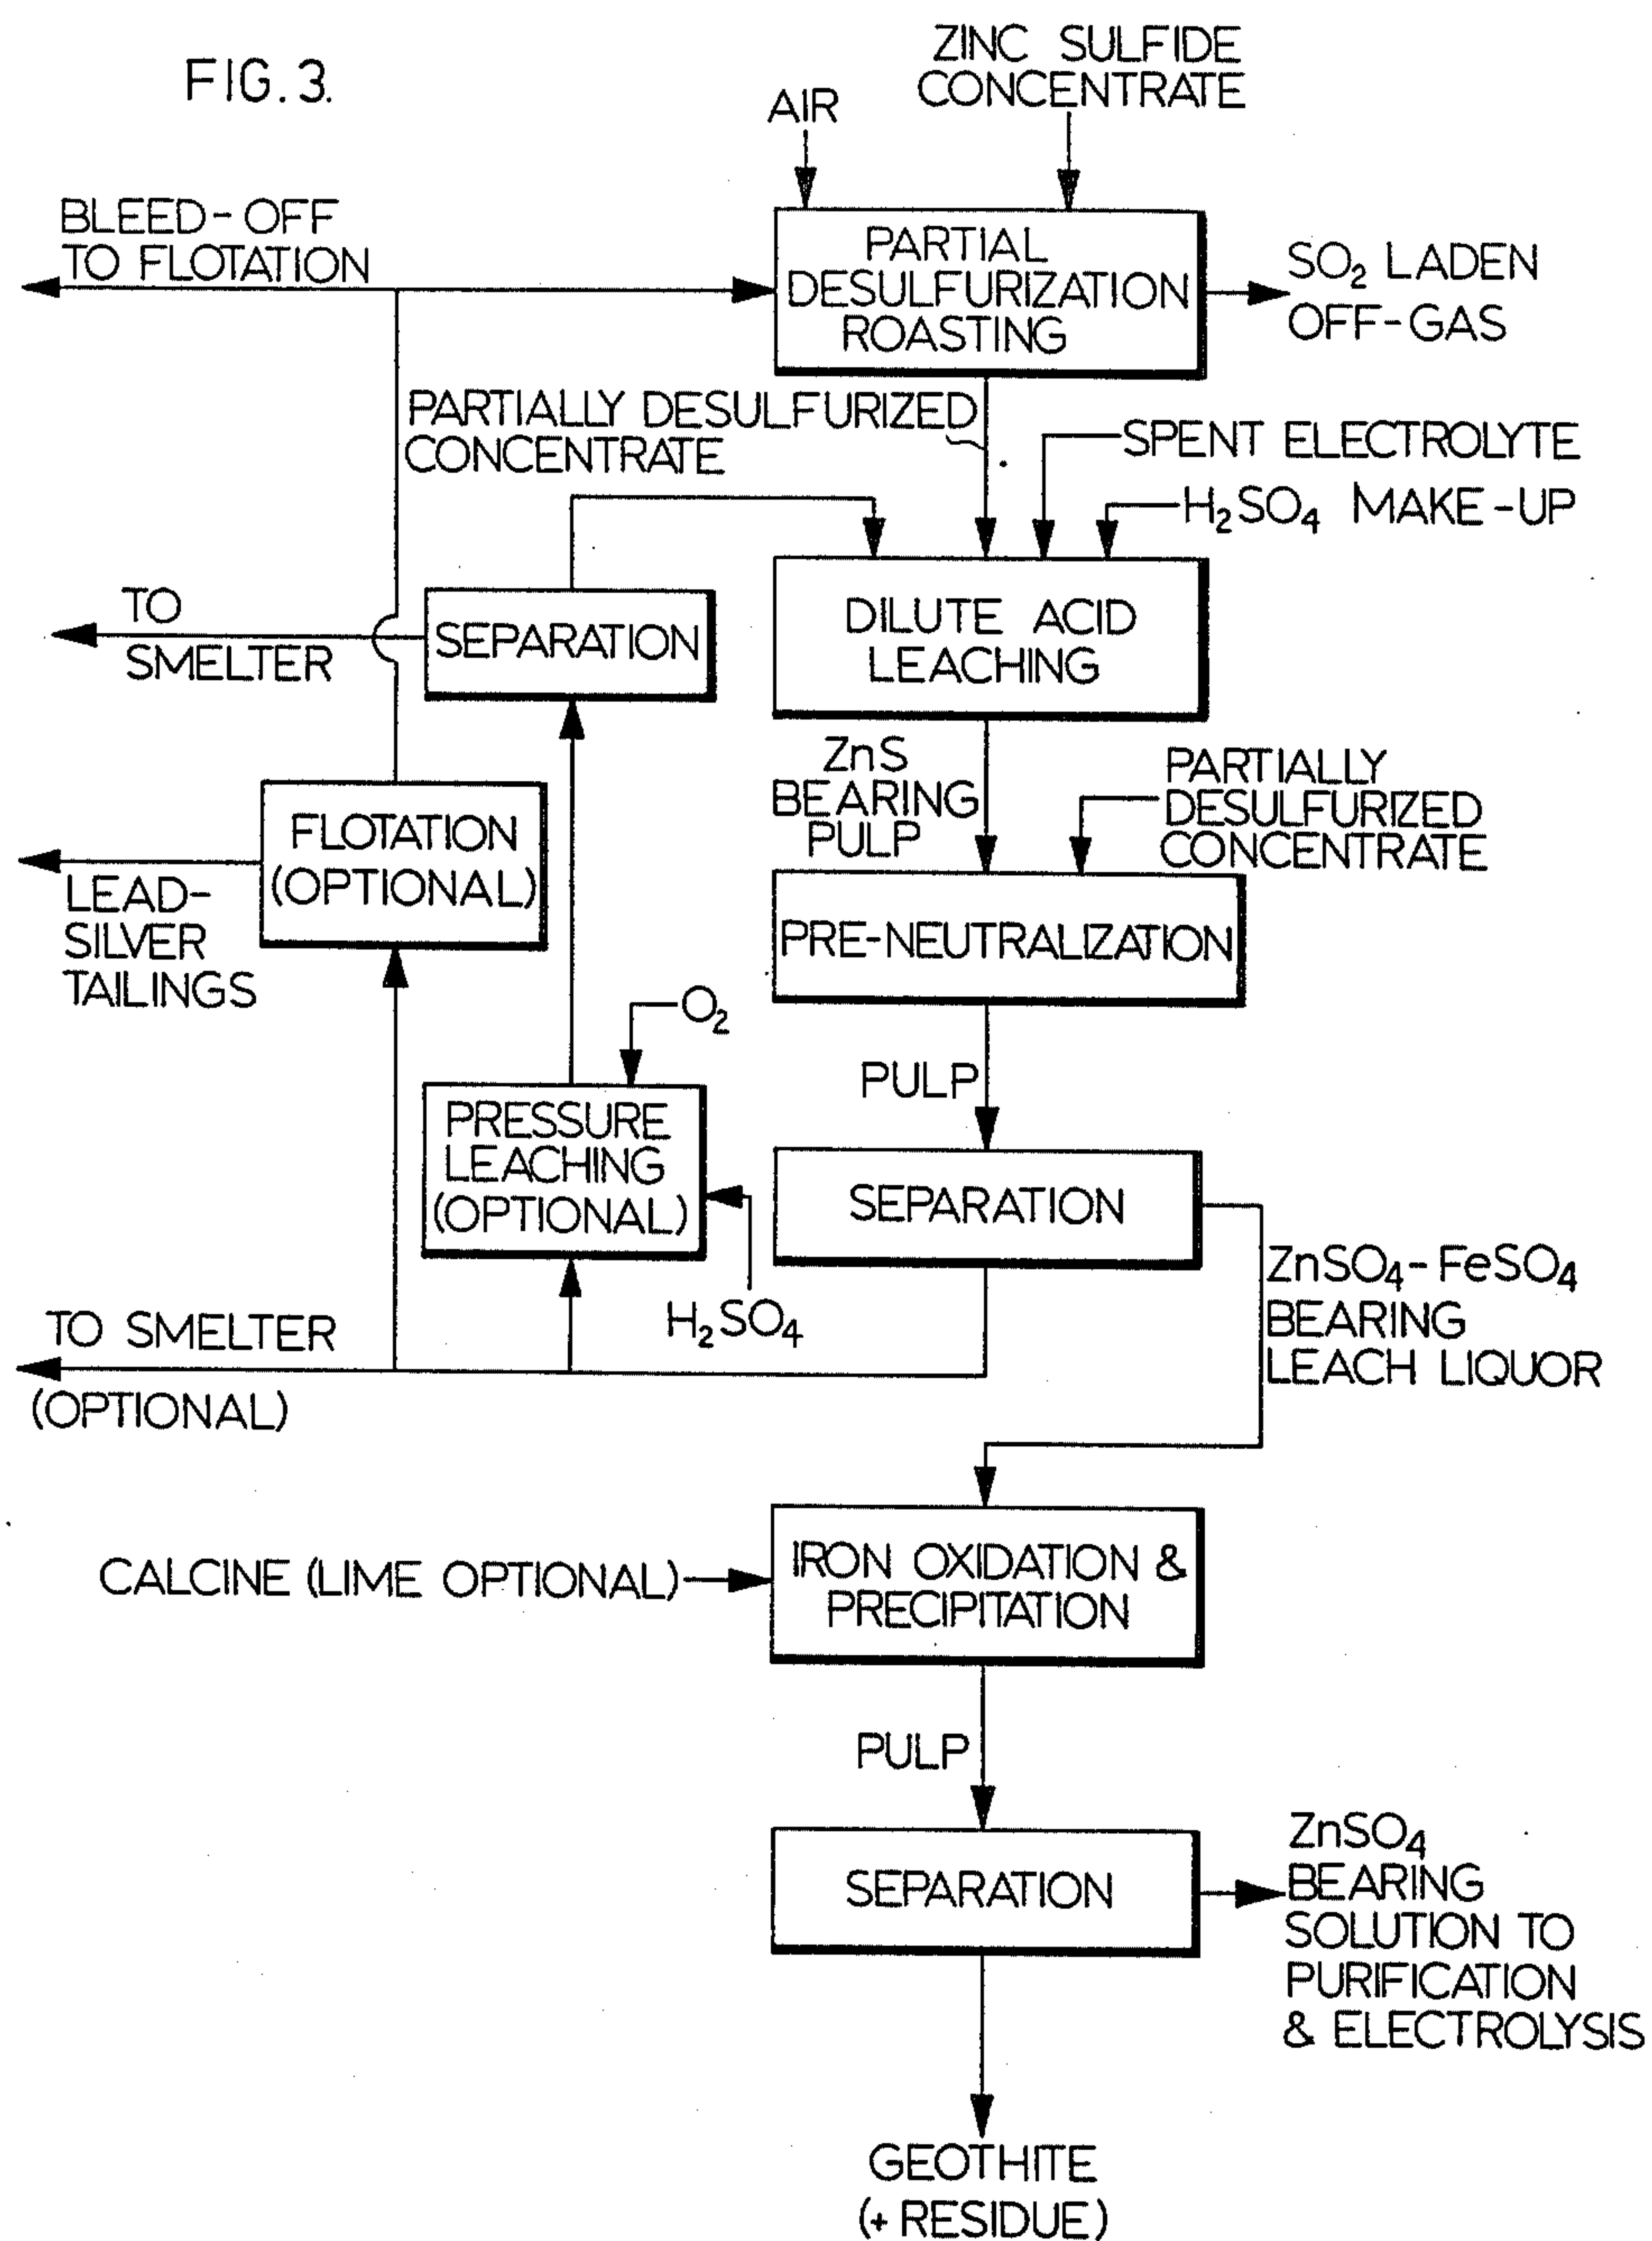 FIG. 3.
ZINC SULFIDE
CONCENTRATE
AIR
BLEED-OFF
TO FLOTATION
PARTIAL
DESULFURIZATION
ROASTING
SO₂ LADEN
OFF-GAS
PARTIALLY DESULFURIZED
CONCENTRATE
SPENT ELECTROLYTE
H₂SO₄ MAKE-UP
TO
SMELTER
SEPARATION
DILUTE ACID
LEACHING
ZnS
BEARING
PULP
PARTIALLY
DESULFURIZED
CONCENTRATE
FLOTATION
(OPTIONAL)
LEAD-
SILVER
TAILINGS
PRE-NEUTRALIZATION
O₂
PULP
PRESSURE
LEACHING
(OPTIONAL)
SEPARATION
H₂SO₄
ZnSO₄-FeSO₄
BEARING
LEACH LIQUOR
TO SMELTER
(OPTIONAL)
CALCINE (LIME OPTIONAL)
IRON OXIDATION &
PRECIPITATION
PULP
SEPARATION
ZnSO₄
BEARING
SOLUTION TO
PURIFICATION
& ELECTROLYSIS
GEOTHITE
(+ RESIDUE)